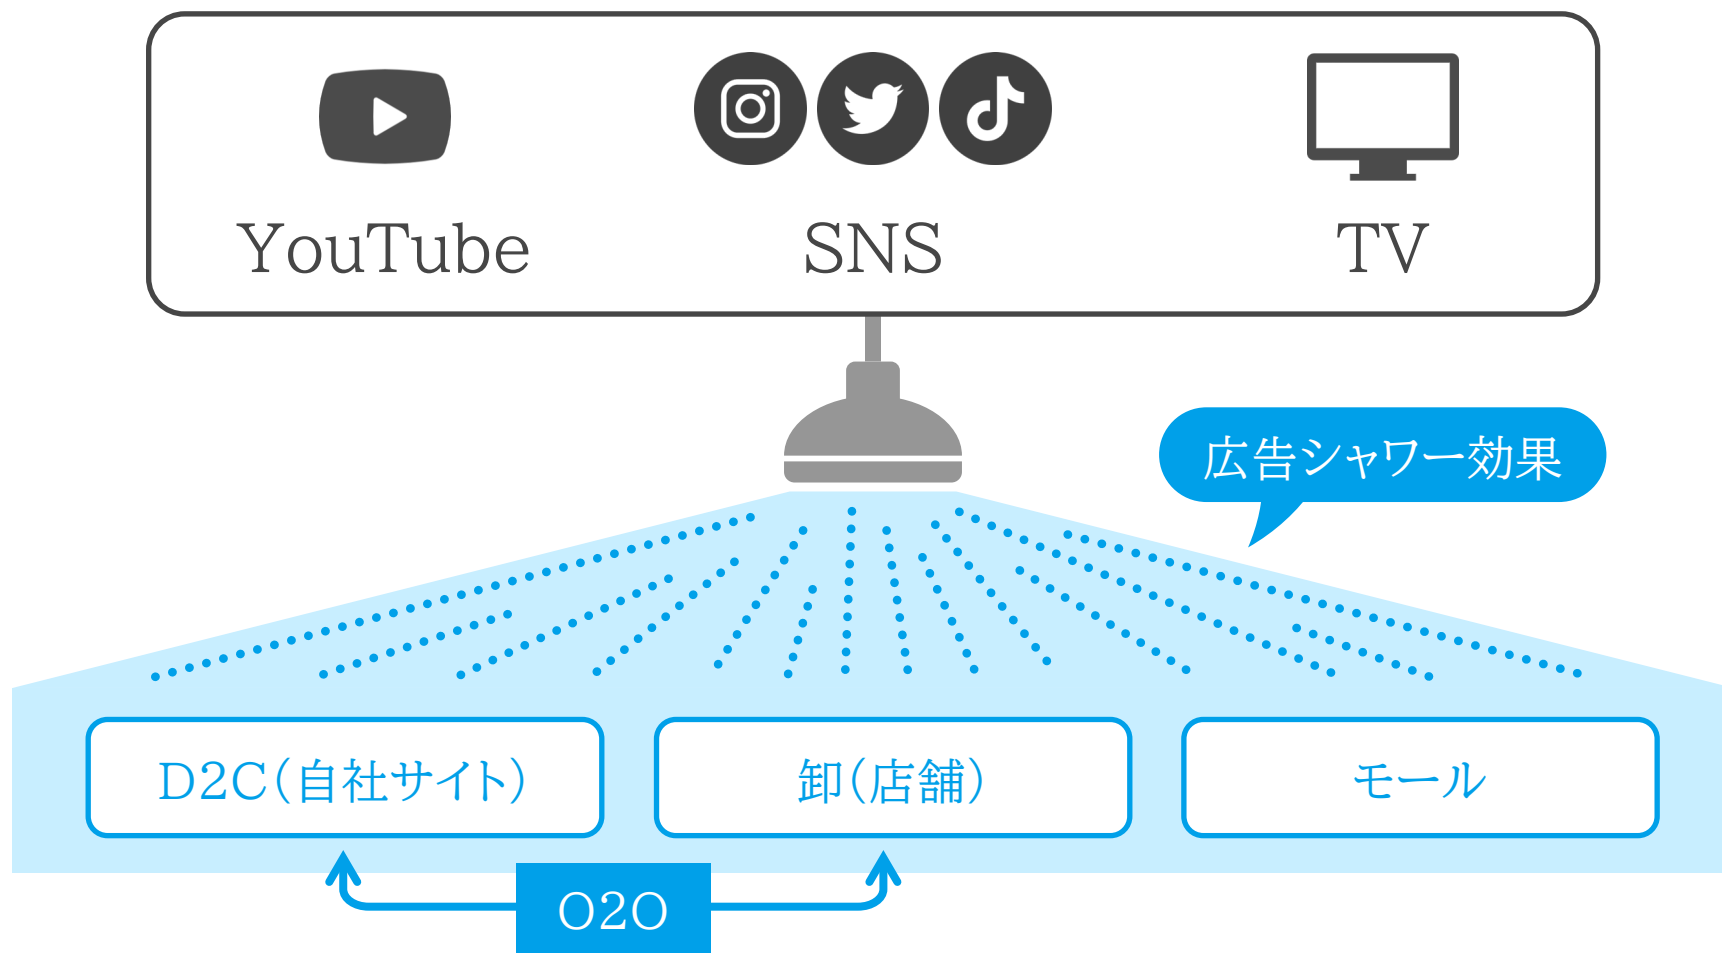 YouTube
SNS
TV
広告シャワー効果
D2C（自社サイト）
卸（店舗）
モール
O2O